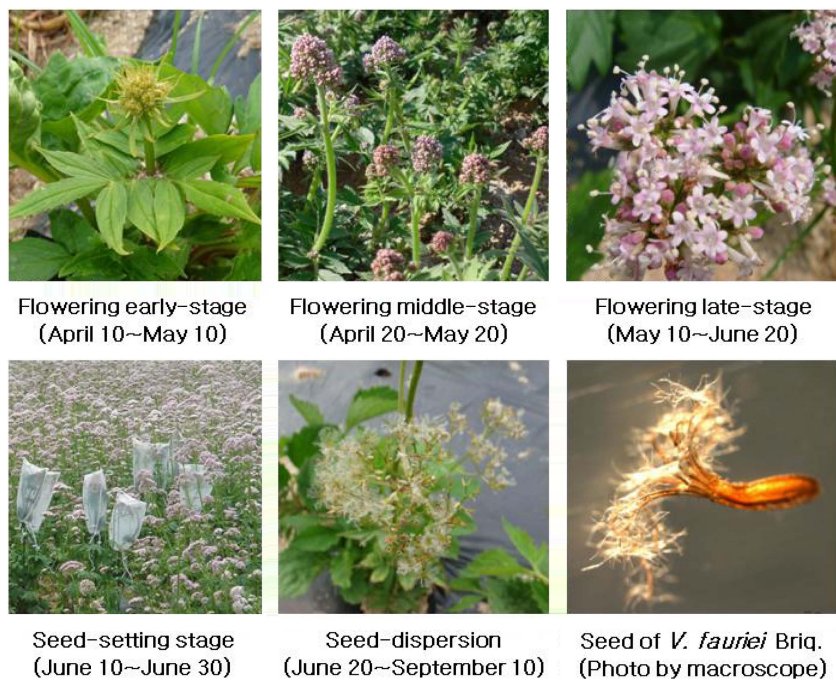 Flowering early-stage
(April 10~May 10)
Flowering middle-stage
(April 20~May 20)
Flowering late-stage
(May 10~June 20)
Seed-setting stage
(June 10~June 30)
Seed-dispersion
(June 20~September 10)
Seed of V. fauriei Briq.
(Photo by macroscope)